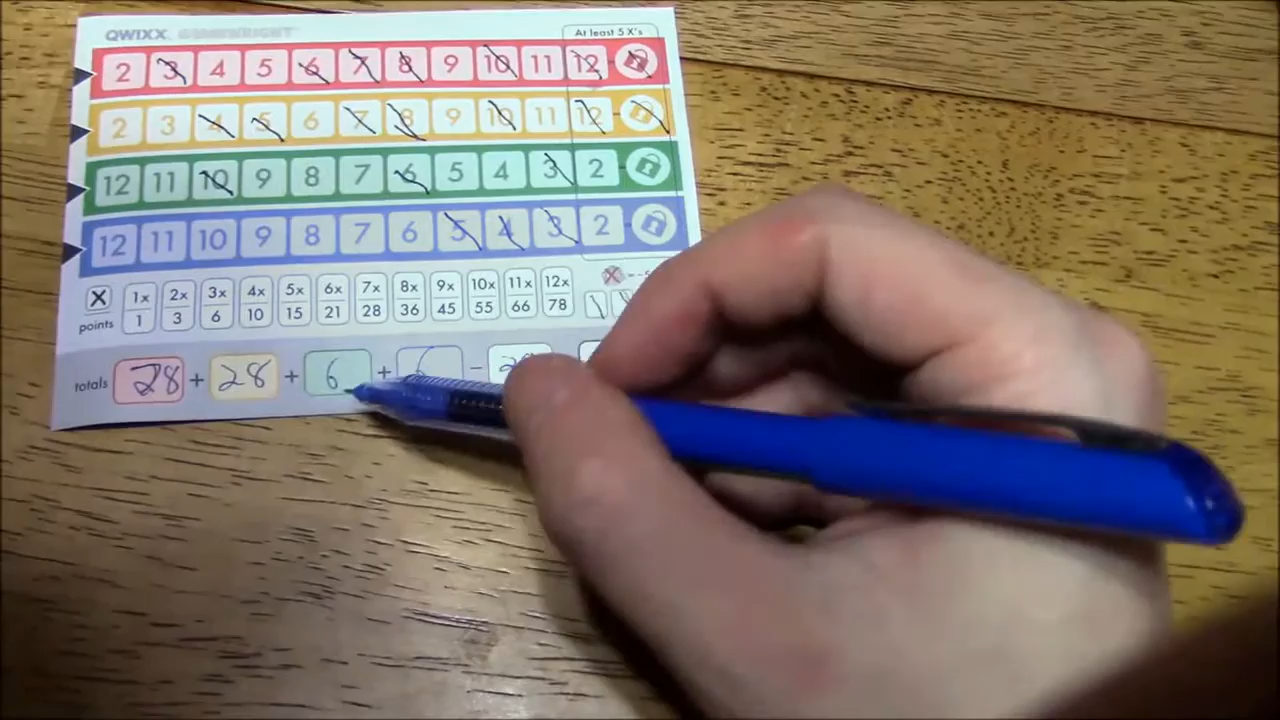 QWIXX GAMEWRIGHT
At least 5 X's
2 3 4 5 6 7 8 9 10 11 12
2 3 4 5 6 7 8 9 10 11 12
12 11 10 9 8 7 6 5 4 3 2
12 11 10 9 8 7 6 5 4 3 2
X 1x 2x 3x 4x 5x 6x 7x 8x 9x 10x 11x 12x X = -5
points 1 3 6 10 15 21 28 36 45 55 66 78
totals 28 + 28 + 6 + 6 -